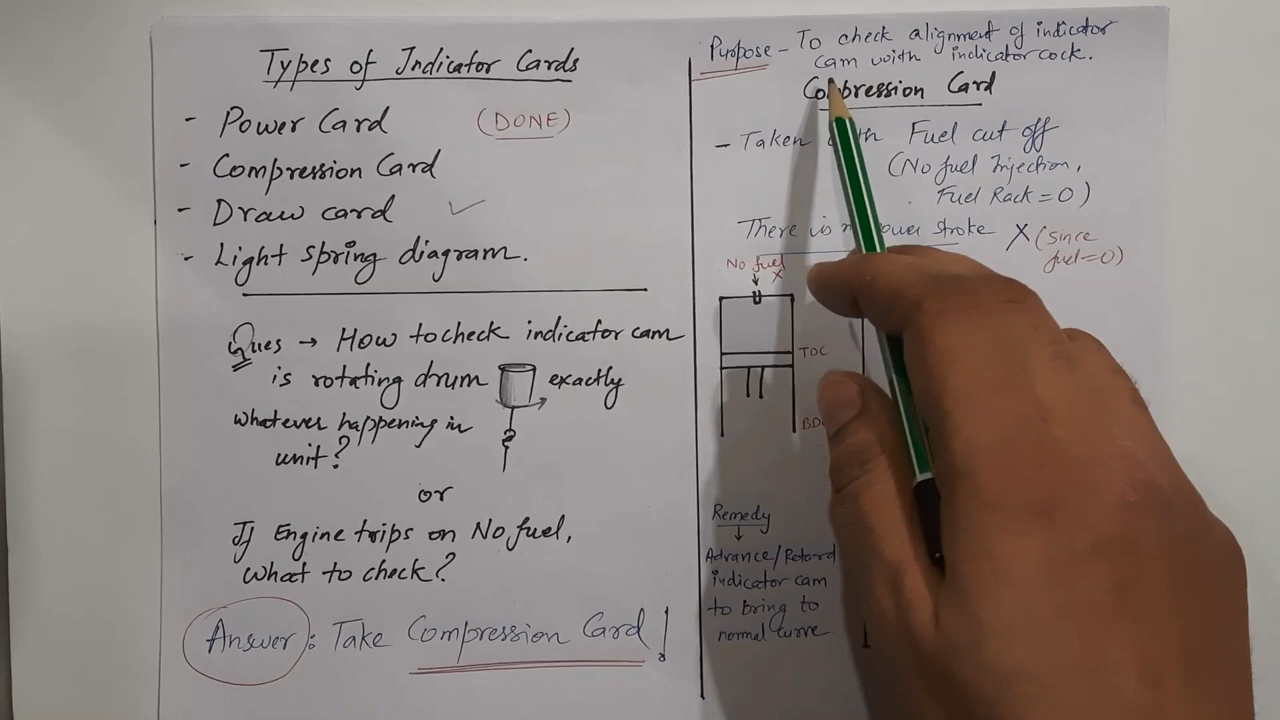 Types of Indicator Cards
- Power Card (DONE)
- Compression Card
- Draw card
- Light spring diagram.
Ques → How to check indicator cam
is rotating drum exactly
whatever happening in
unit?
or
If Engine trips on No fuel,
What to check?
Answer: Take Compression Card!
Purpose - To check alignment of indicator
cam with indicator cock.
Card
- Taken Fuel cut off
(No fuel Injection,
Fuel Rack = 0)
There is stroke X (since
fuel=0)
No fuel
X
TDC
Remedy
Advance/Retard
indicator cam
to bring to
normal curve.